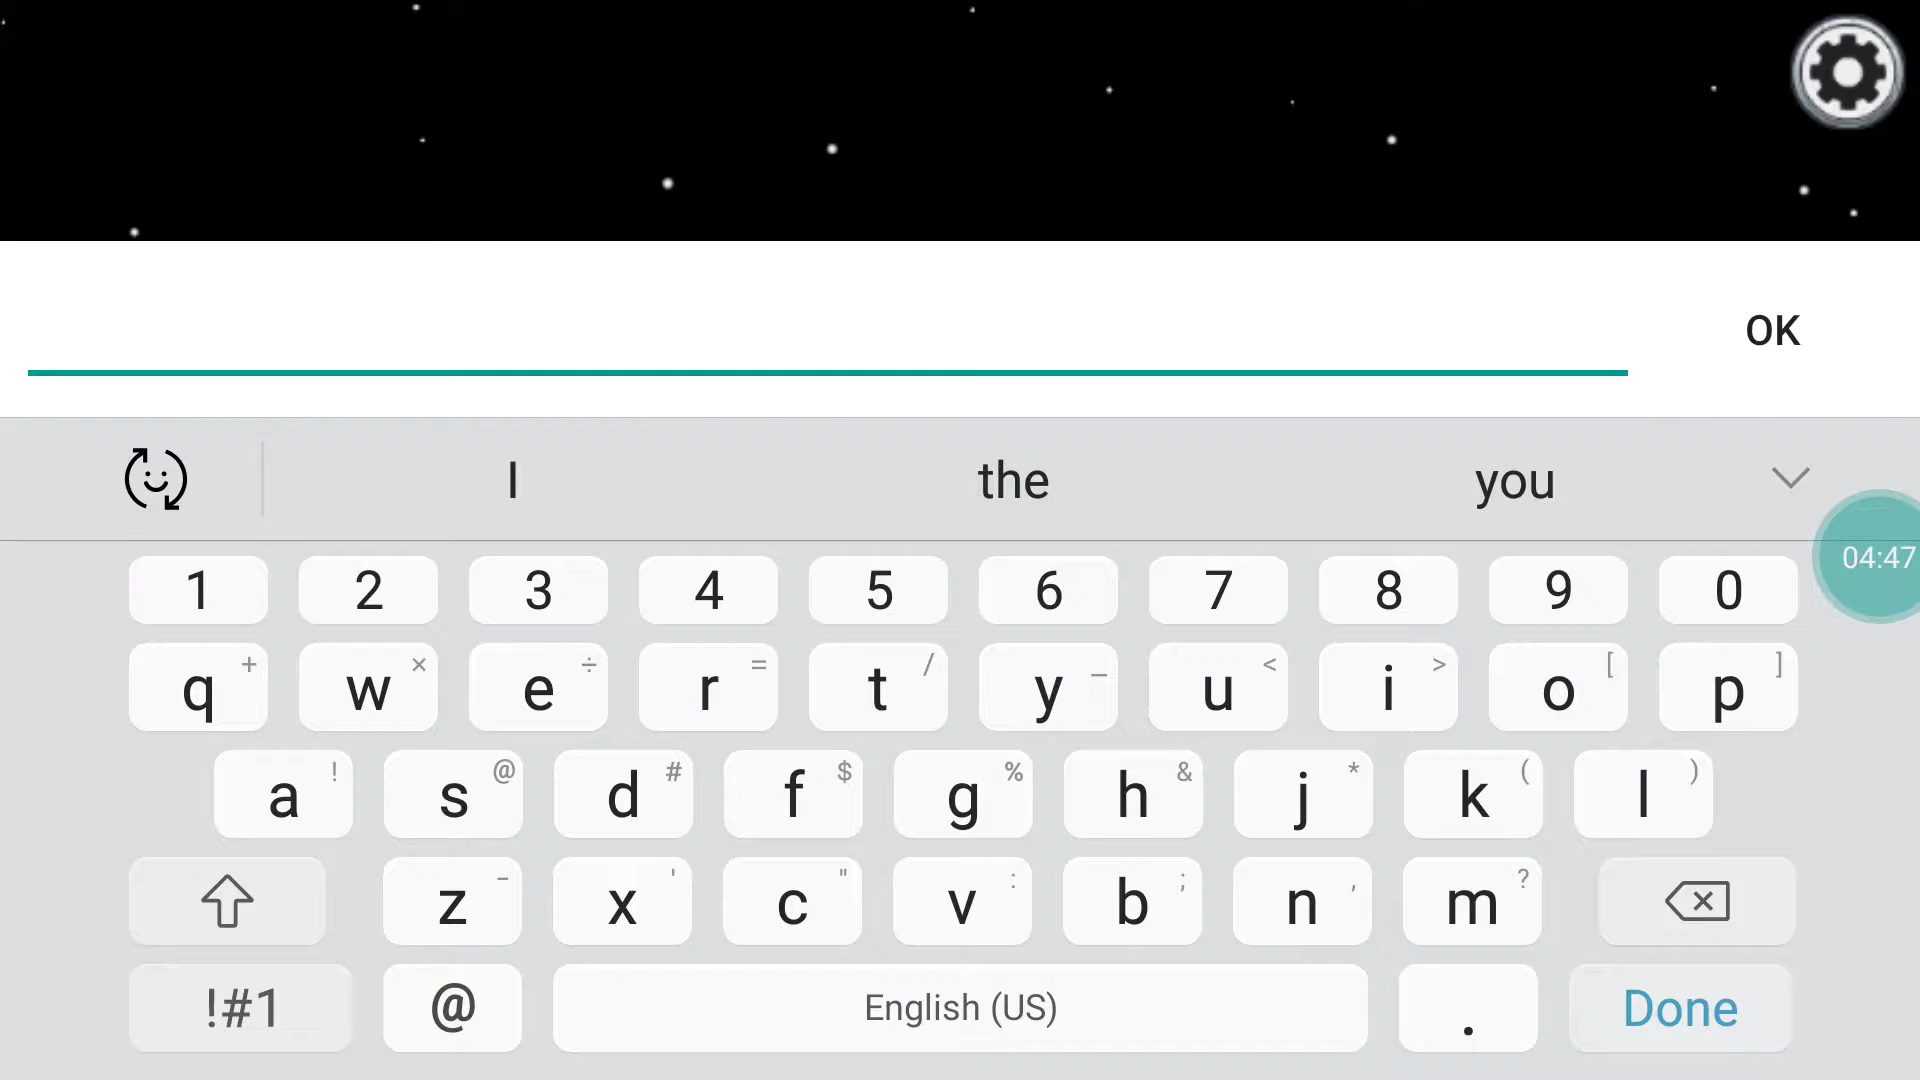 OK
I the you
04:47
1 2 3 4 5 6 7 8 9 0
q + w × e ÷ r = t / y _ u < i > o [ p ]
a ! s @ d # f $ g % h & j * k ( l )
z - x ' c " v : b ; n , m ?
!#1 @ English (US) . Done